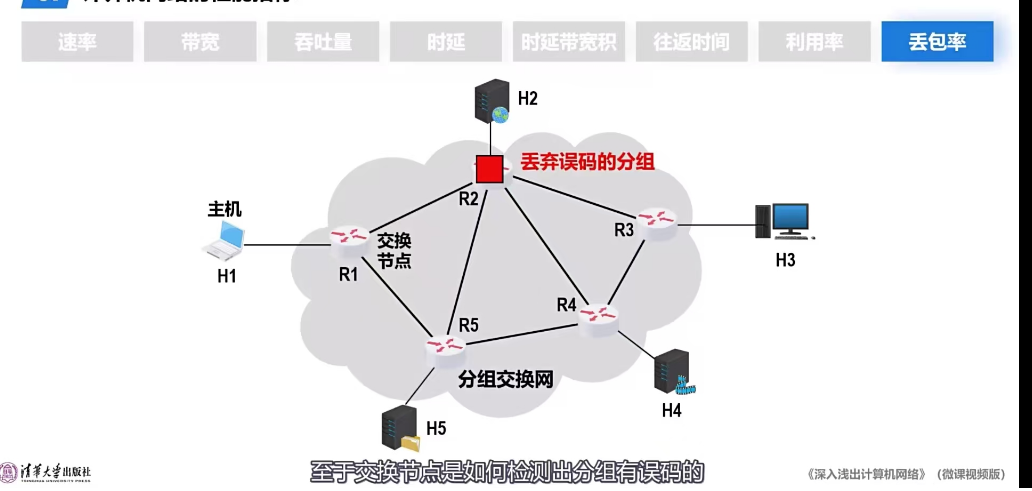 速率
带宽
吞吐量
时延
时延带宽积
往返时间
利用率
丢包率
H2
丢弃误码的分组
R2
主机
H1
交换
节点
R1
R3
H3
R4
R5
分组交换网
H4
H5
至于交换节点是如何检测出分组有误码的
清华大学出版社
TSINGHUA UNIVERSITY PRESS
《深入浅出计算机网络》（微课视频版）